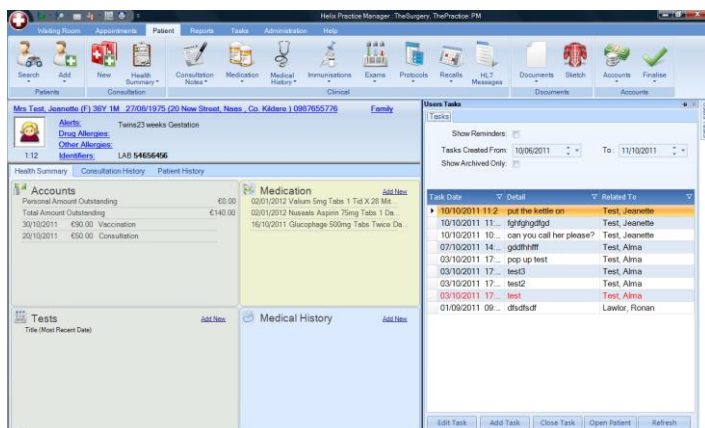 Helix Practice Manager : TheSurgery, ThePractice: PM
Waiting Room Appointments Patient Reports Tasks Administration Help
Search Add New Health Summary Consultation Notes Medication Medical History Immunisations Exams Protocols Recalls HL7 Messages Documents Sketch Accounts Finalise
Patients Consultation Clinical Documents Accounts
Mrs Test, Jeanette (F) 36Y 1M 27/08/1975 (20 New Street, Naas , Co. Kildare ) 0987655776 Family
Alerts: Twins23 weeks Gestation
Drug Allergies:
Other Allergies:
1:12 Identifiers: LAB 54656456
Health Summary Consultation History Patient History
Accounts
Personal Amount Outstanding €0.00
Total Amount Outstanding €140.00
30/10/2011 €90.00 Vaccination
20/10/2011 €50.00 Consultation
Medication Add New
02/01/2012 Valium 5mg Tabs 1 Tid X 28 Mit...
02/01/2012 Nuseals Aspirin 75mg Tabs 1 Da...
16/10/2011 Glucophage 500mg Tabs Twice Da...
Tests Add New
Title (Most Recent Date)
Medical History Add New
Users Tasks
Tasks
Show Reminders:
Tasks Created From: 10/06/2011 To : 11/10/2011
Show Archived Only:
Task Date Detail Related To
10/10/2011 11:2 put the kettle on Test, Jeanette
10/10/2011 11:... fghfghgdfgd Test, Jeanette
10/10/2011 10:... can you call her please? Test, Jeanette
07/10/2011 14:... gddfhhfff Test, Alma
03/10/2011 17:... pop up test Test, Alma
03/10/2011 17:... test3 Test, Alma
03/10/2011 17:... test2 Test, Alma
03/10/2011 17:... test Test, Alma
01/09/2011 09:... dfsdfsdf Lawlor, Ronan
Edit Task Add Task Close Task Open Patient Refresh